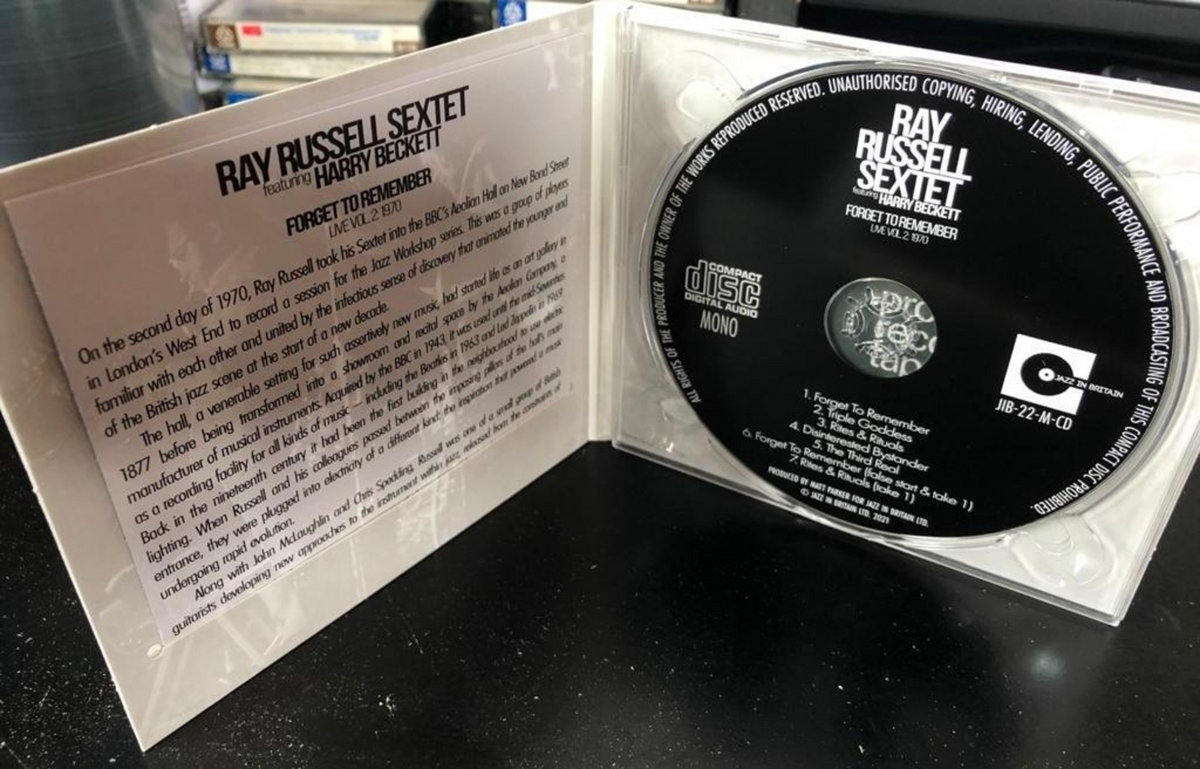 RAY RUSSELL SEXTET
featuring HARRY BECKETT
FORGET TO REMEMBER
LIVE VOL. 2: 1970
On the second day of 1970, Ray Russell took his Sextet into the BBC's Aeolian Hall on New Bond Street
in London's West End to record a session for the Jazz Workshop series. This was a group of players
familiar with each other and united by the infectious sense of discovery that animated the younger end
of the British jazz scene at the start of a new decade.
The hall, a venerable setting for such assertively new music, had started life as an art gallery in
1877 before being transformed into a showroom and recital space by the Aeolian Company, a
manufacturer of musical instruments. Acquired by the BBC in 1943, it was used until the mid-Seventies
as a recording facility for all kinds of music – including the Beatles in 1963 and Led Zeppelin in 1969.
Back in the nineteenth century it had been the first building in the neighbourhood to use electric
lighting. When Russell and his colleagues passed between the imposing pillars of the hall's main
entrance, they were plugged into electricity of a different kind: the inspiration that powered a music
undergoing rapid evolution.
Along with John McLaughlin and Chris Spedding, Russell was one of a small group of British
guitarists developing new approaches to the instrument within jazz, released from the constraints of
ALL RIGHTS OF THE PRODUCER AND THE OWNER OF THE WORKS REPRODUCED RESERVED. UNAUTHORISED COPYING, HIRING, LENDING, PUBLIC PERFORMANCE AND BROADCASTING OF THIS COMPACT DISC PROHIBITED.
RAY
RUSSELL
SEXTET
featuring HARRY BECKETT
FORGET TO REMEMBER
LIVE VOL. 2: 1970
COMPACT
disc
DIGITAL AUDIO
MONO
JAZZ IN BRITAIN
JIB-22-M-CD
1. Forget To Remember
2. Triple Goddess
3. Rites & Rituals
4. Disinterested Bystander
5. The Third Real
6. Forget To Remember (false start & take 1)
7. Rites & Rituals (take 1)
PRODUCED BY MATT PARKER FOR JAZZ IN BRITAIN LTD.
© JAZZ IN BRITAIN LTD. 2021